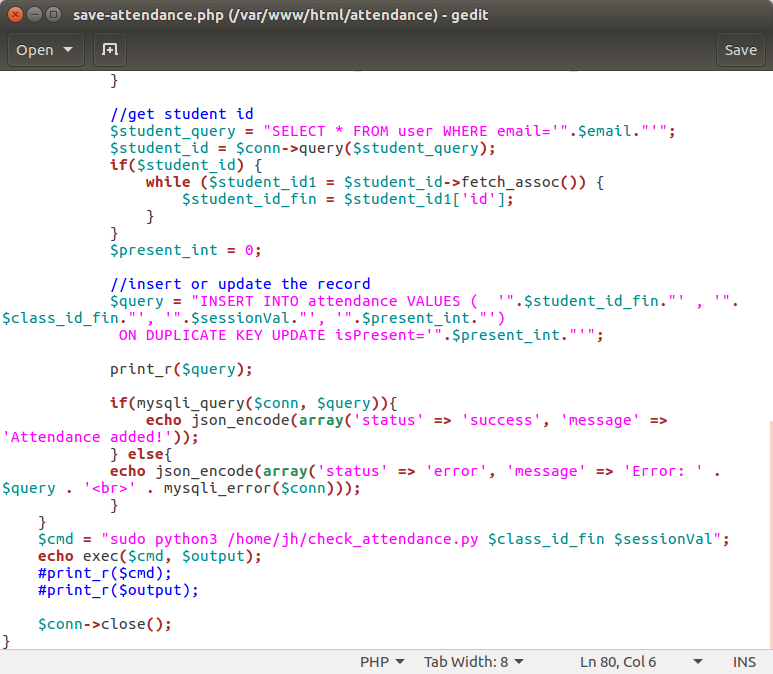 save-attendance.php (/var/www/html/attendance) - gedit
Open
Save
}
//get student id
$student_query = "SELECT * FROM user WHERE email='".$email."'";
$student_id = $conn->query($student_query);
if($student_id) {
while ($student_id1 = $student_id->fetch_assoc()) {
$student_id_fin = $student_id1['id'];
}
}
$present_int = 0;
//insert or update the record
$query = "INSERT INTO attendance VALUES (  '".$student_id_fin."' , '".
$class_id_fin."', '".$sessionVal."', '".$present_int."')
ON DUPLICATE KEY UPDATE isPresent='".$present_int."'";
print_r($query);
if(mysqli_query($conn, $query)){
echo json_encode(array('status' => 'success', 'message' =>
'Attendance added!'));
} else{
echo json_encode(array('status' => 'error', 'message' => 'Error: ' .
$query . '<br>' . mysqli_error($conn)));
}
}
$cmd = "sudo python3 /home/jh/check_attendance.py $class_id_fin $sessionVal";
echo exec($cmd, $output);
#print_r($cmd);
#print_r($output);
$conn->close();
}
PHP Tab Width: 8 Ln 80, Col 6 INS